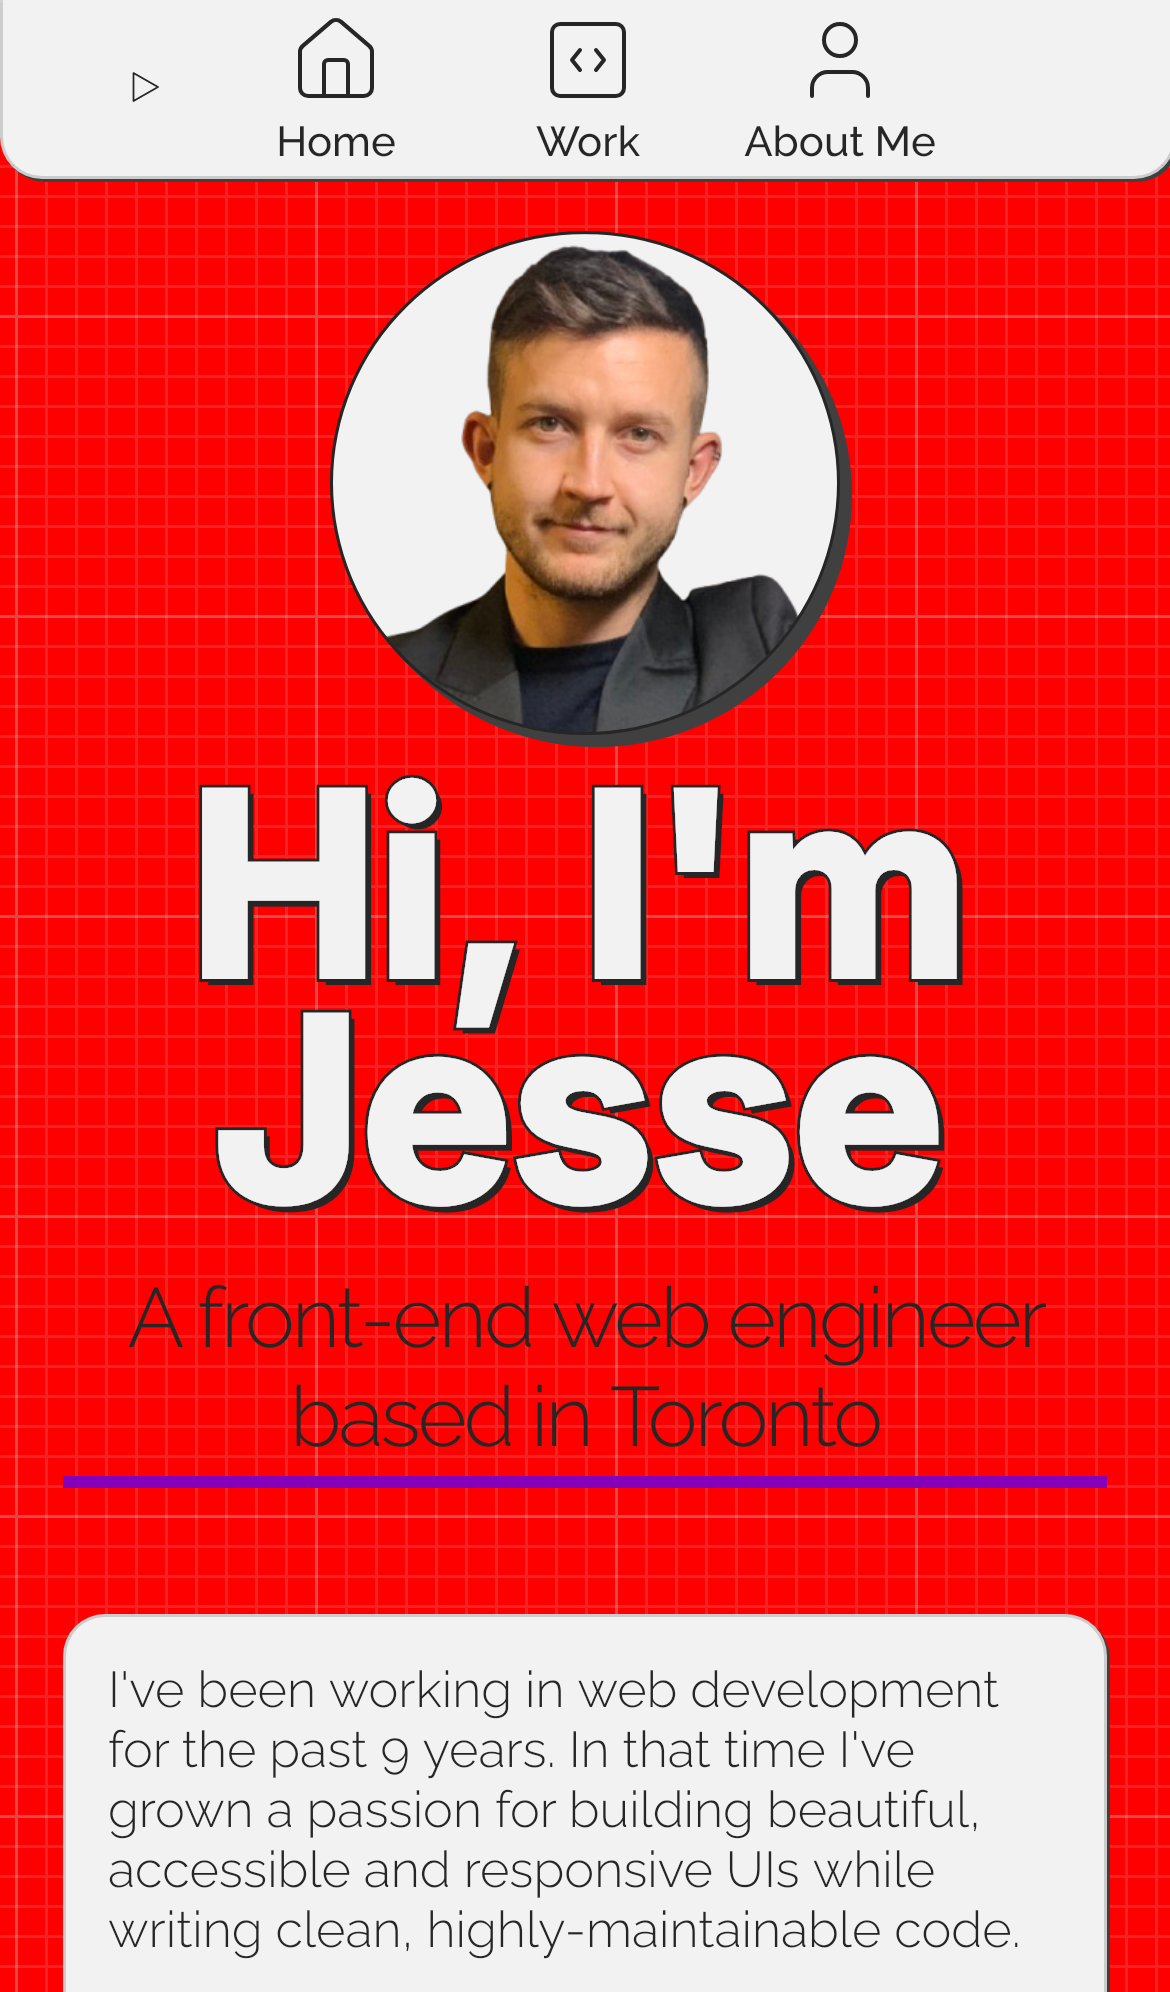 Home Work About Me
Hi, I'm
Jesse
A front-end web engineer
based in Toronto
I've been working in web development
for the past 9 years. In that time I've
grown a passion for building beautiful,
accessible and responsive UIs while
writing clean, highly-maintainable code.